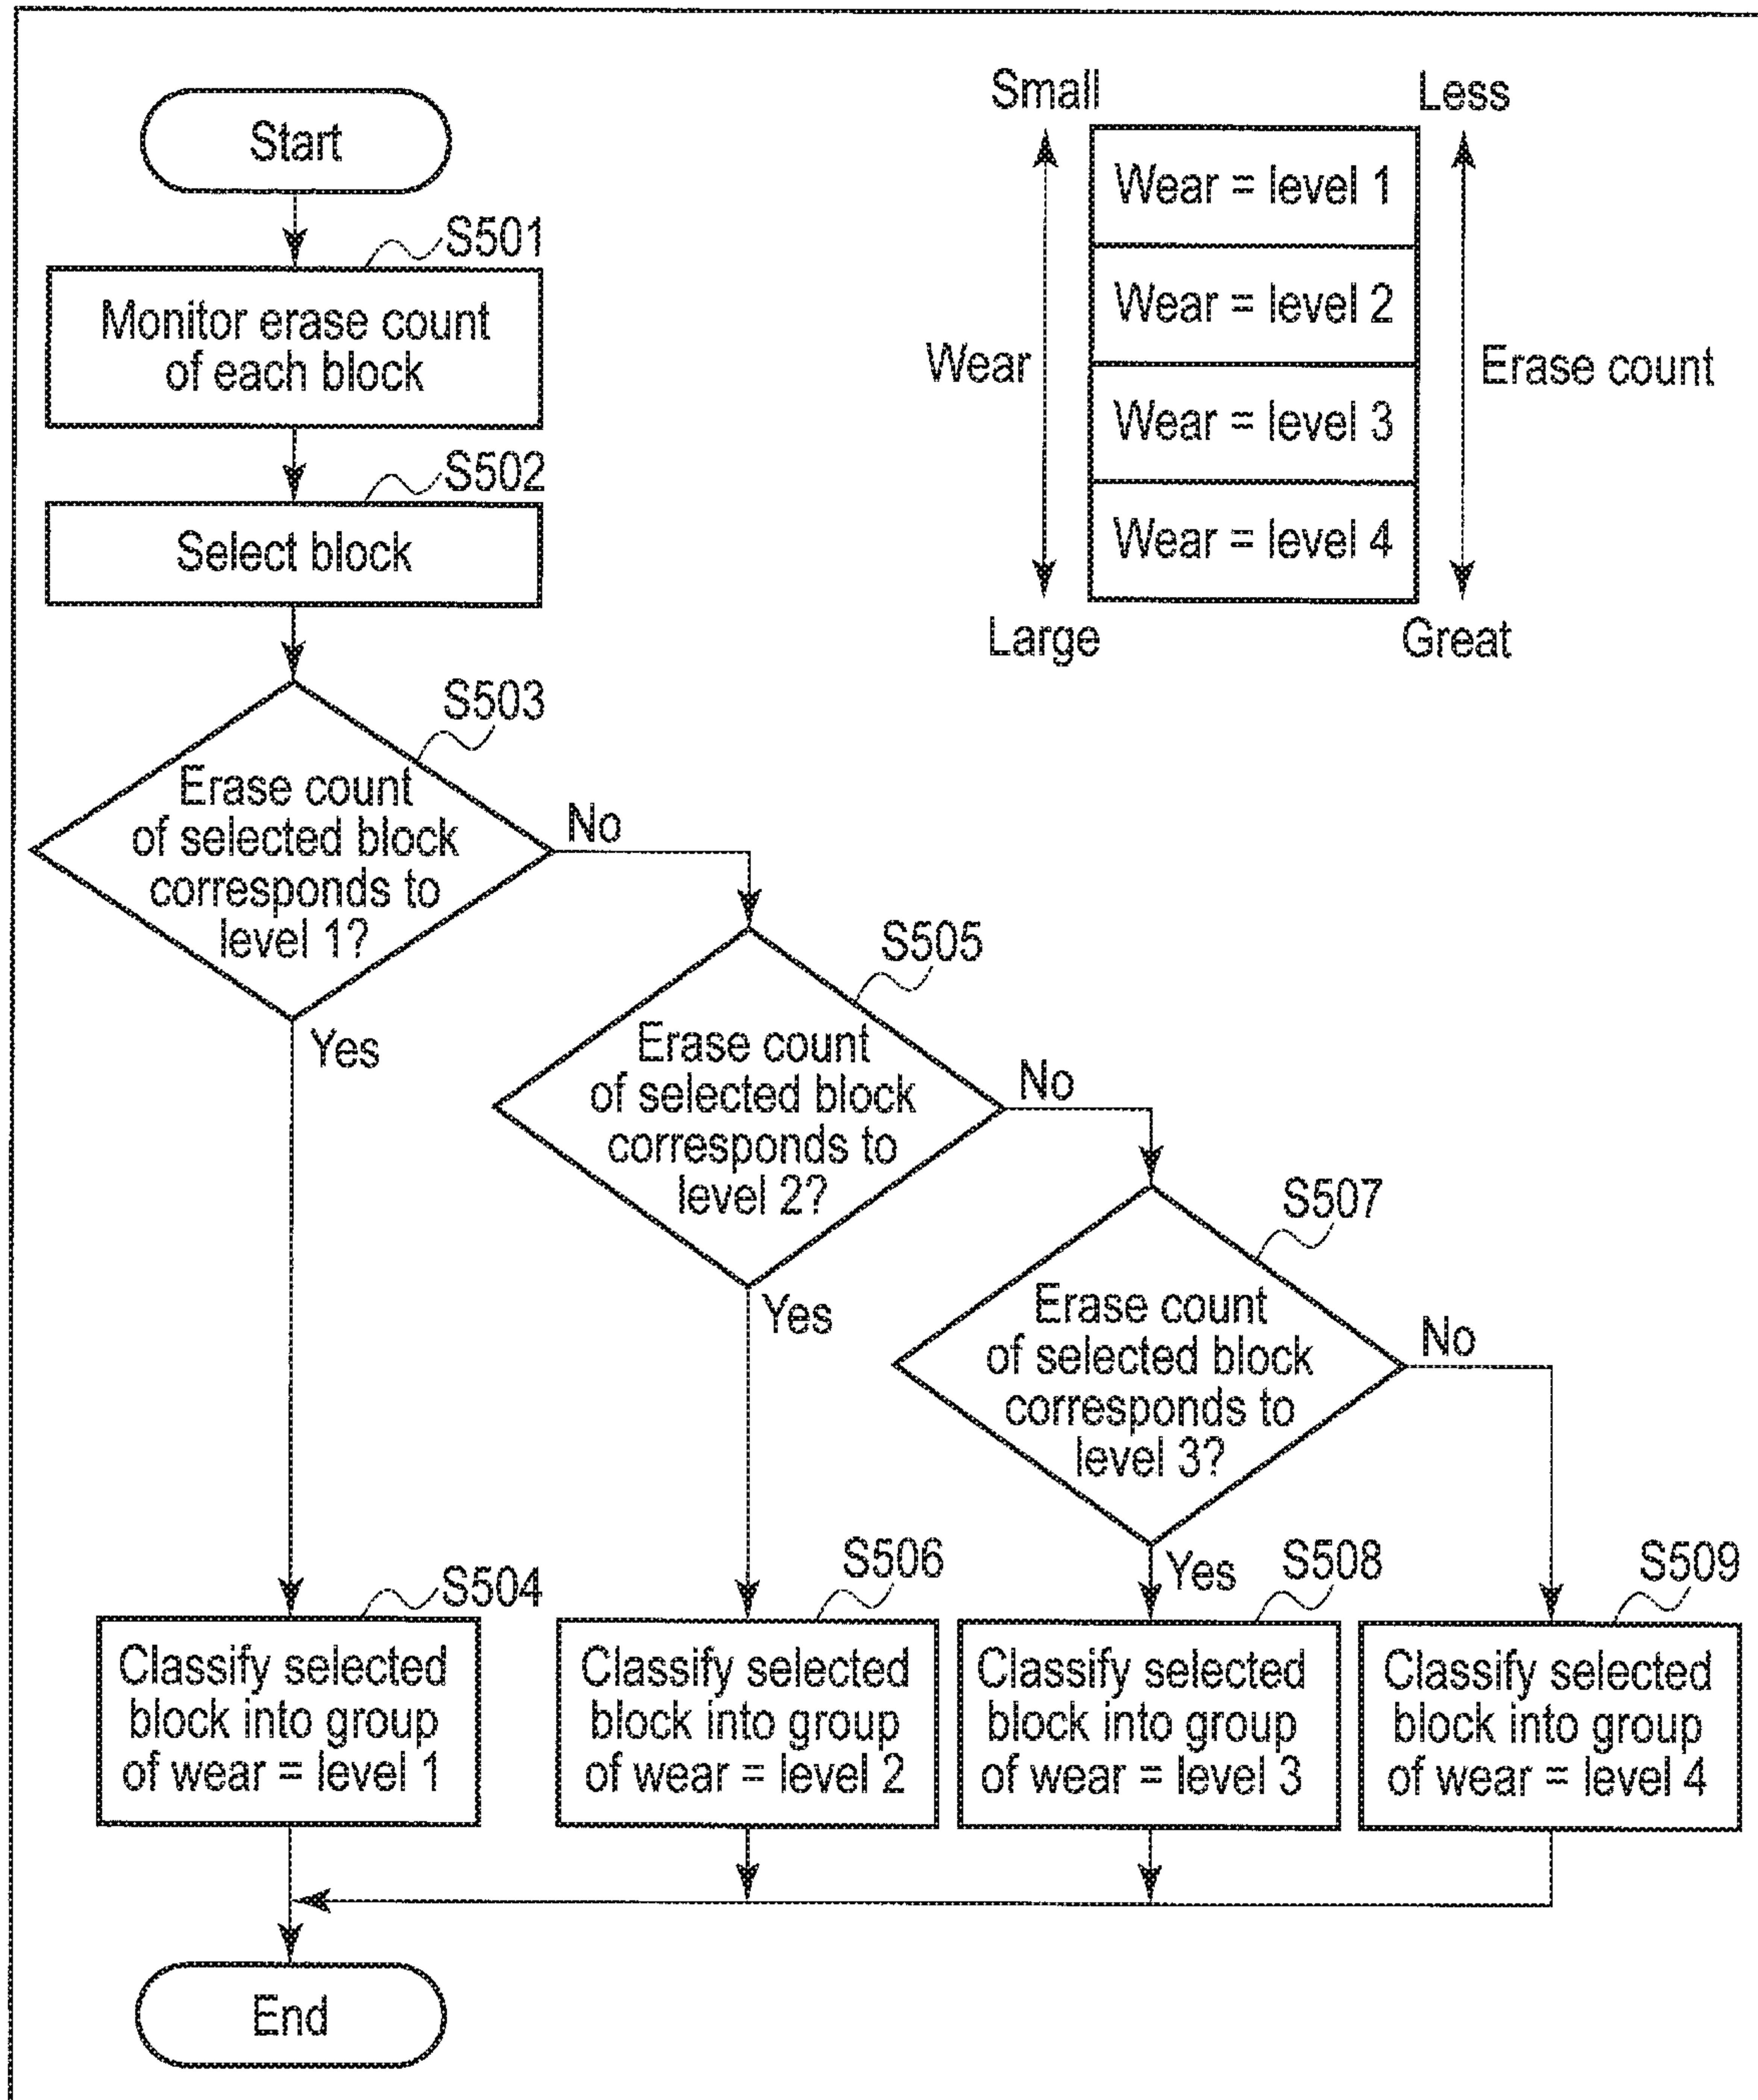 Start
S501
Monitor erase count
of each block
S502
Select block
S503
Erase count
of selected block
corresponds to
level 1?
No
Yes
S505
Erase count
of selected block
corresponds to
level 2?
No
Yes
S507
Erase count
of selected block
corresponds to
level 3?
No
Yes
S504
Classify selected
block into group
of wear = level 1
S506
Classify selected
block into group
of wear = level 2
S508
Classify selected
block into group
of wear = level 3
S509
Classify selected
block into group
of wear = level 4
End
Small
Less
Wear = level 1
Wear = level 2
Wear
Erase count
Wear = level 3
Wear = level 4
Large
Great